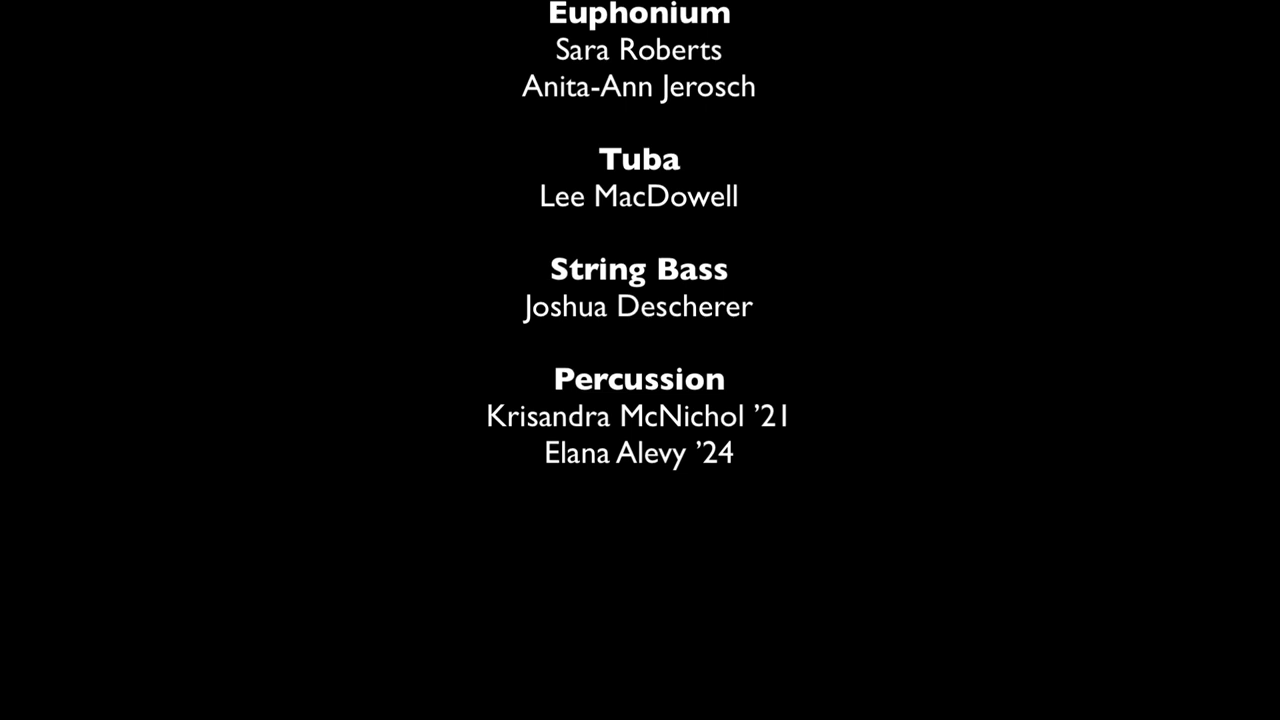 Euphonium
Sara Roberts
Anita-Ann Jerosch
Tuba
Lee MacDowell
String Bass
Joshua Descherer
Percussion
Krisandra McNichol ’21
Elana Alevy ’24